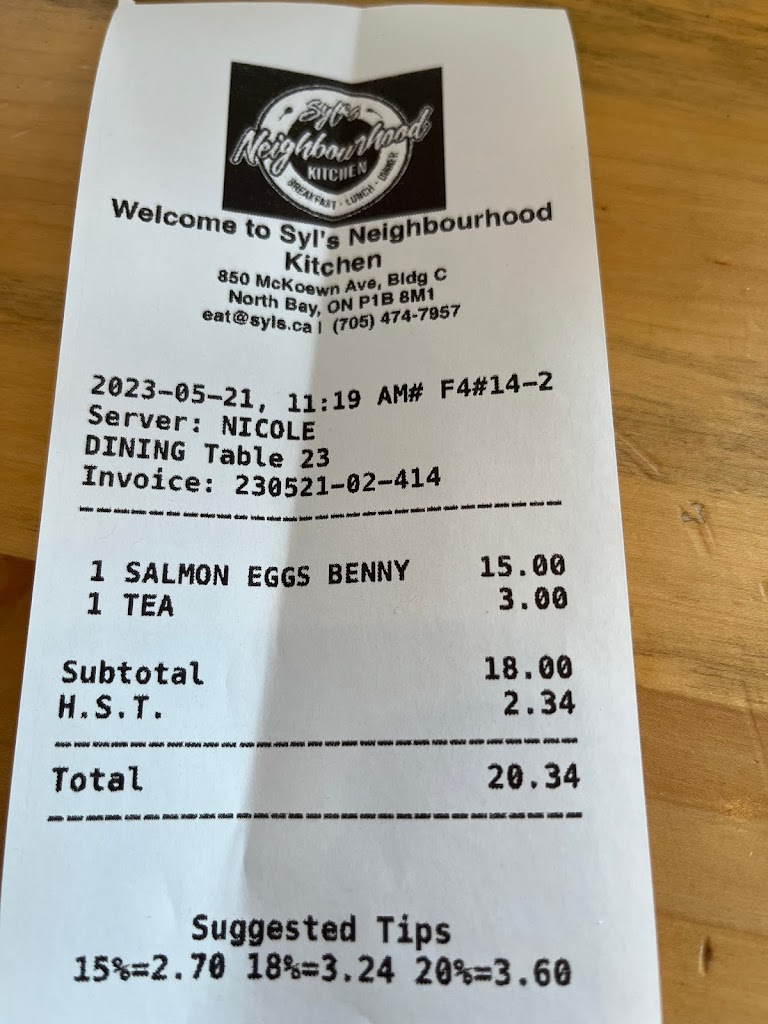 Syl's
Neighbourhood
KITCHEN
BREAKFAST · LUNCH · DINNER
Welcome to Syl's Neighbourhood
Kitchen
850 McKoewn Ave, Bldg C
North Bay, ON P1B 8M1
eat@syls.ca | (705) 474-7957
2023-05-21, 11:19 AM# F4#14-2
Server: NICOLE
DINING Table 23
Invoice: 230521-02-414
1 SALMON EGGS BENNY 15.00
1 TEA 3.00
Subtotal 18.00
H.S.T. 2.34
Total 20.34
Suggested Tips
15%=2.70 18%=3.24 20%=3.60